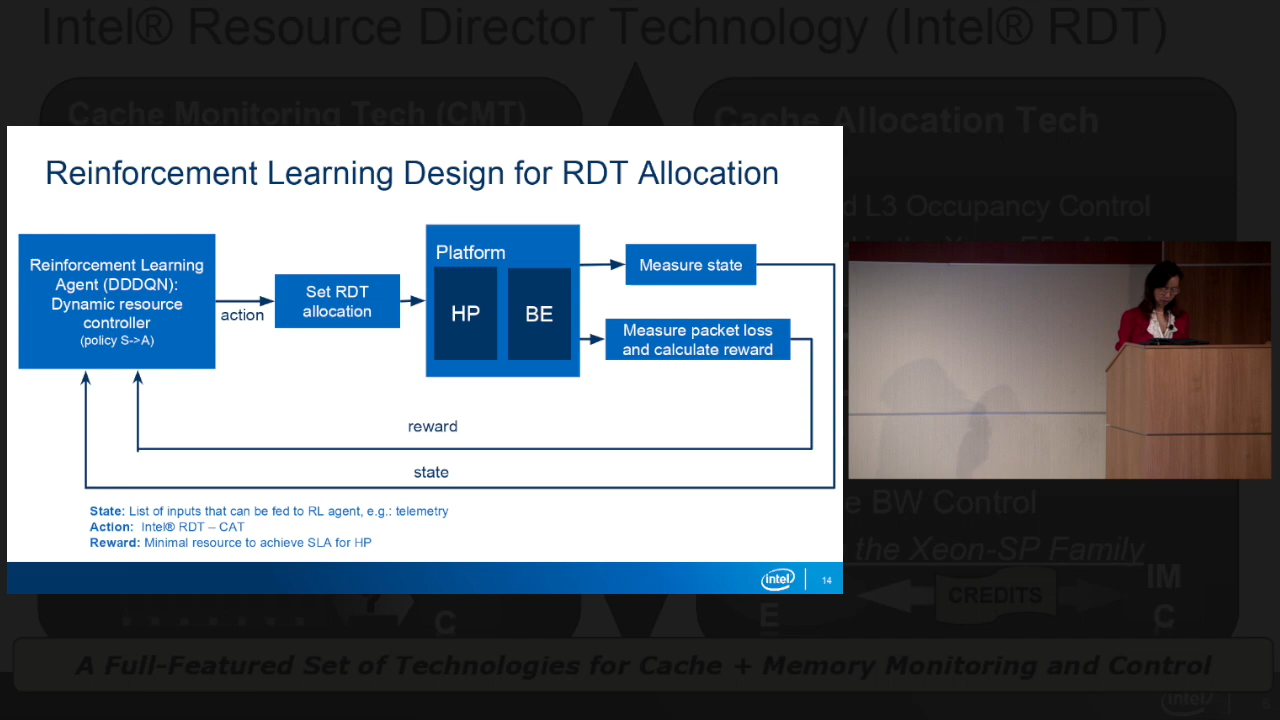 Intel® Resource Director Technology (Intel® RDT)
Cache Monitoring Tech (CMT)
Cache Allocation Tech
Reinforcement Learning Design for RDT Allocation
Reinforcement Learning
Agent (DDDQN):
Dynamic resource
controller
(policy S->A)
action
Set RDT
allocation
Platform
HP
BE
Measure state
Measure packet loss
and calculate reward
reward
state
State: List of inputs that can be fed to RL agent, e.g.: telemetry
Action: Intel® RDT – CAT
Reward: Minimal resource to achieve SLA for HP
intel
14
d L3 Occupancy Control
e BW Control
the Xeon-SP Family
CREDITS
IM
C
E
?
C
A Full-Featured Set of Technologies for Cache + Memory Monitoring and Control
intel
6